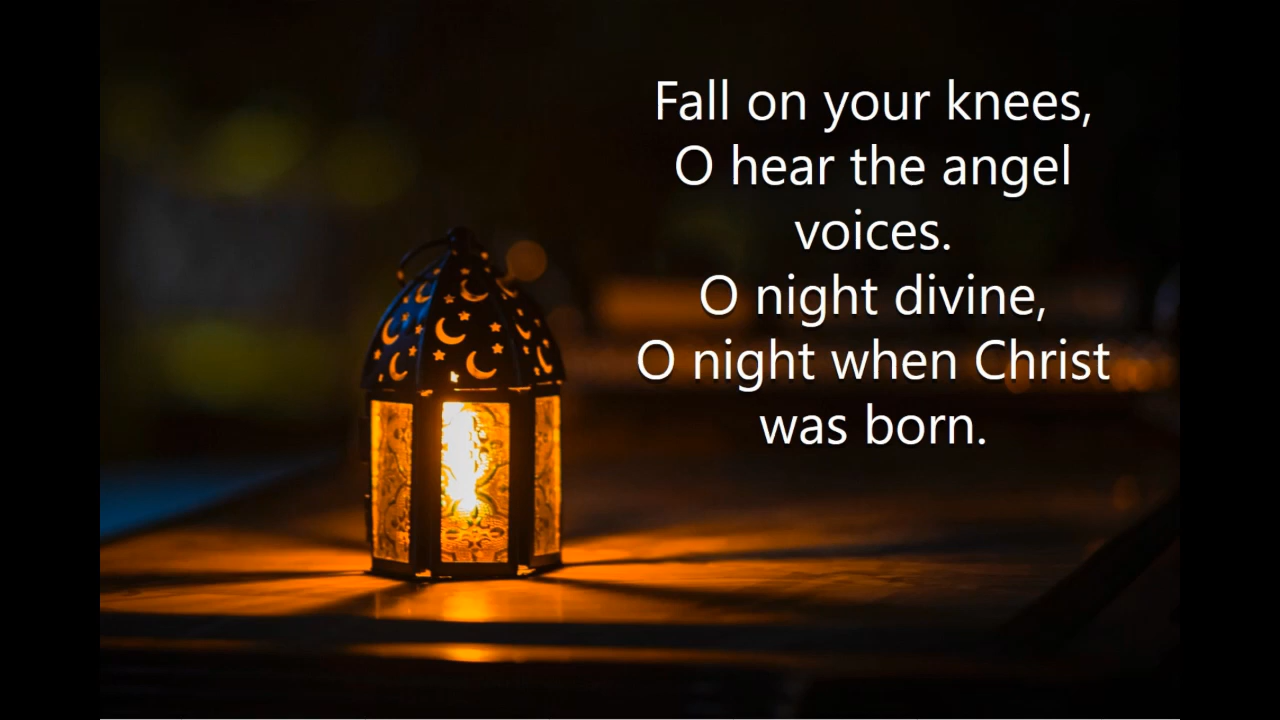 Fall on your knees,
O hear the angel
voices.
O night divine,
O night when Christ
was born.